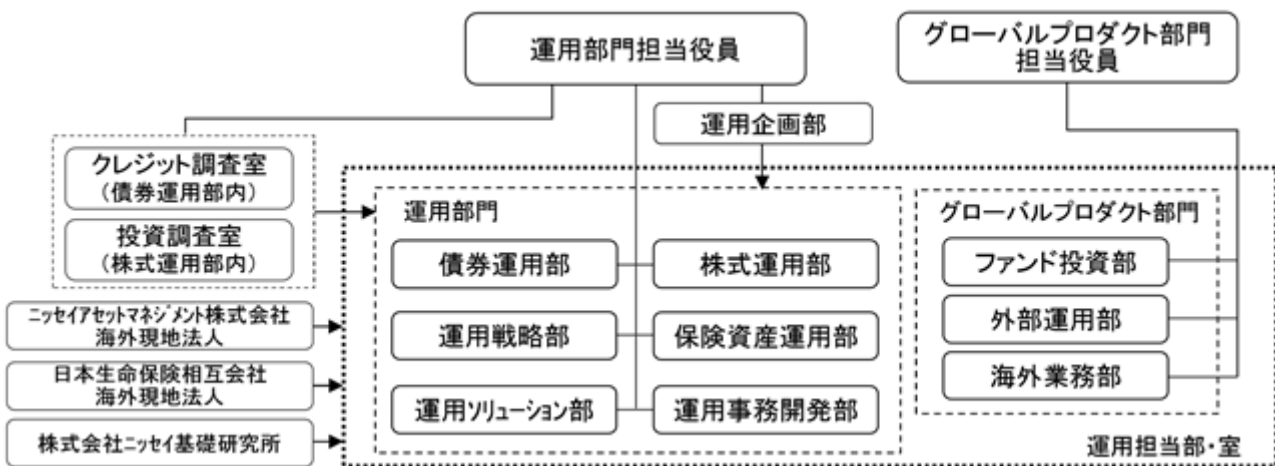 運用部門担当役員
グローバルプロダクト部門
担当役員
運用企画部
クレジット調査室
(債券運用部内)
投資調査室
(株式運用部内)
ニッセイアセットマネジメント株式会社
海外現地法人
日本生命保険相互会社
海外現地法人
株式会社ニッセイ基礎研究所
運用部門
債券運用部
株式運用部
運用戦略部
保険資産運用部
運用ソリューション部
運用事務開発部
グローバルプロダクト部門
ファンド投資部
外部運用部
海外業務部
運用担当部・室